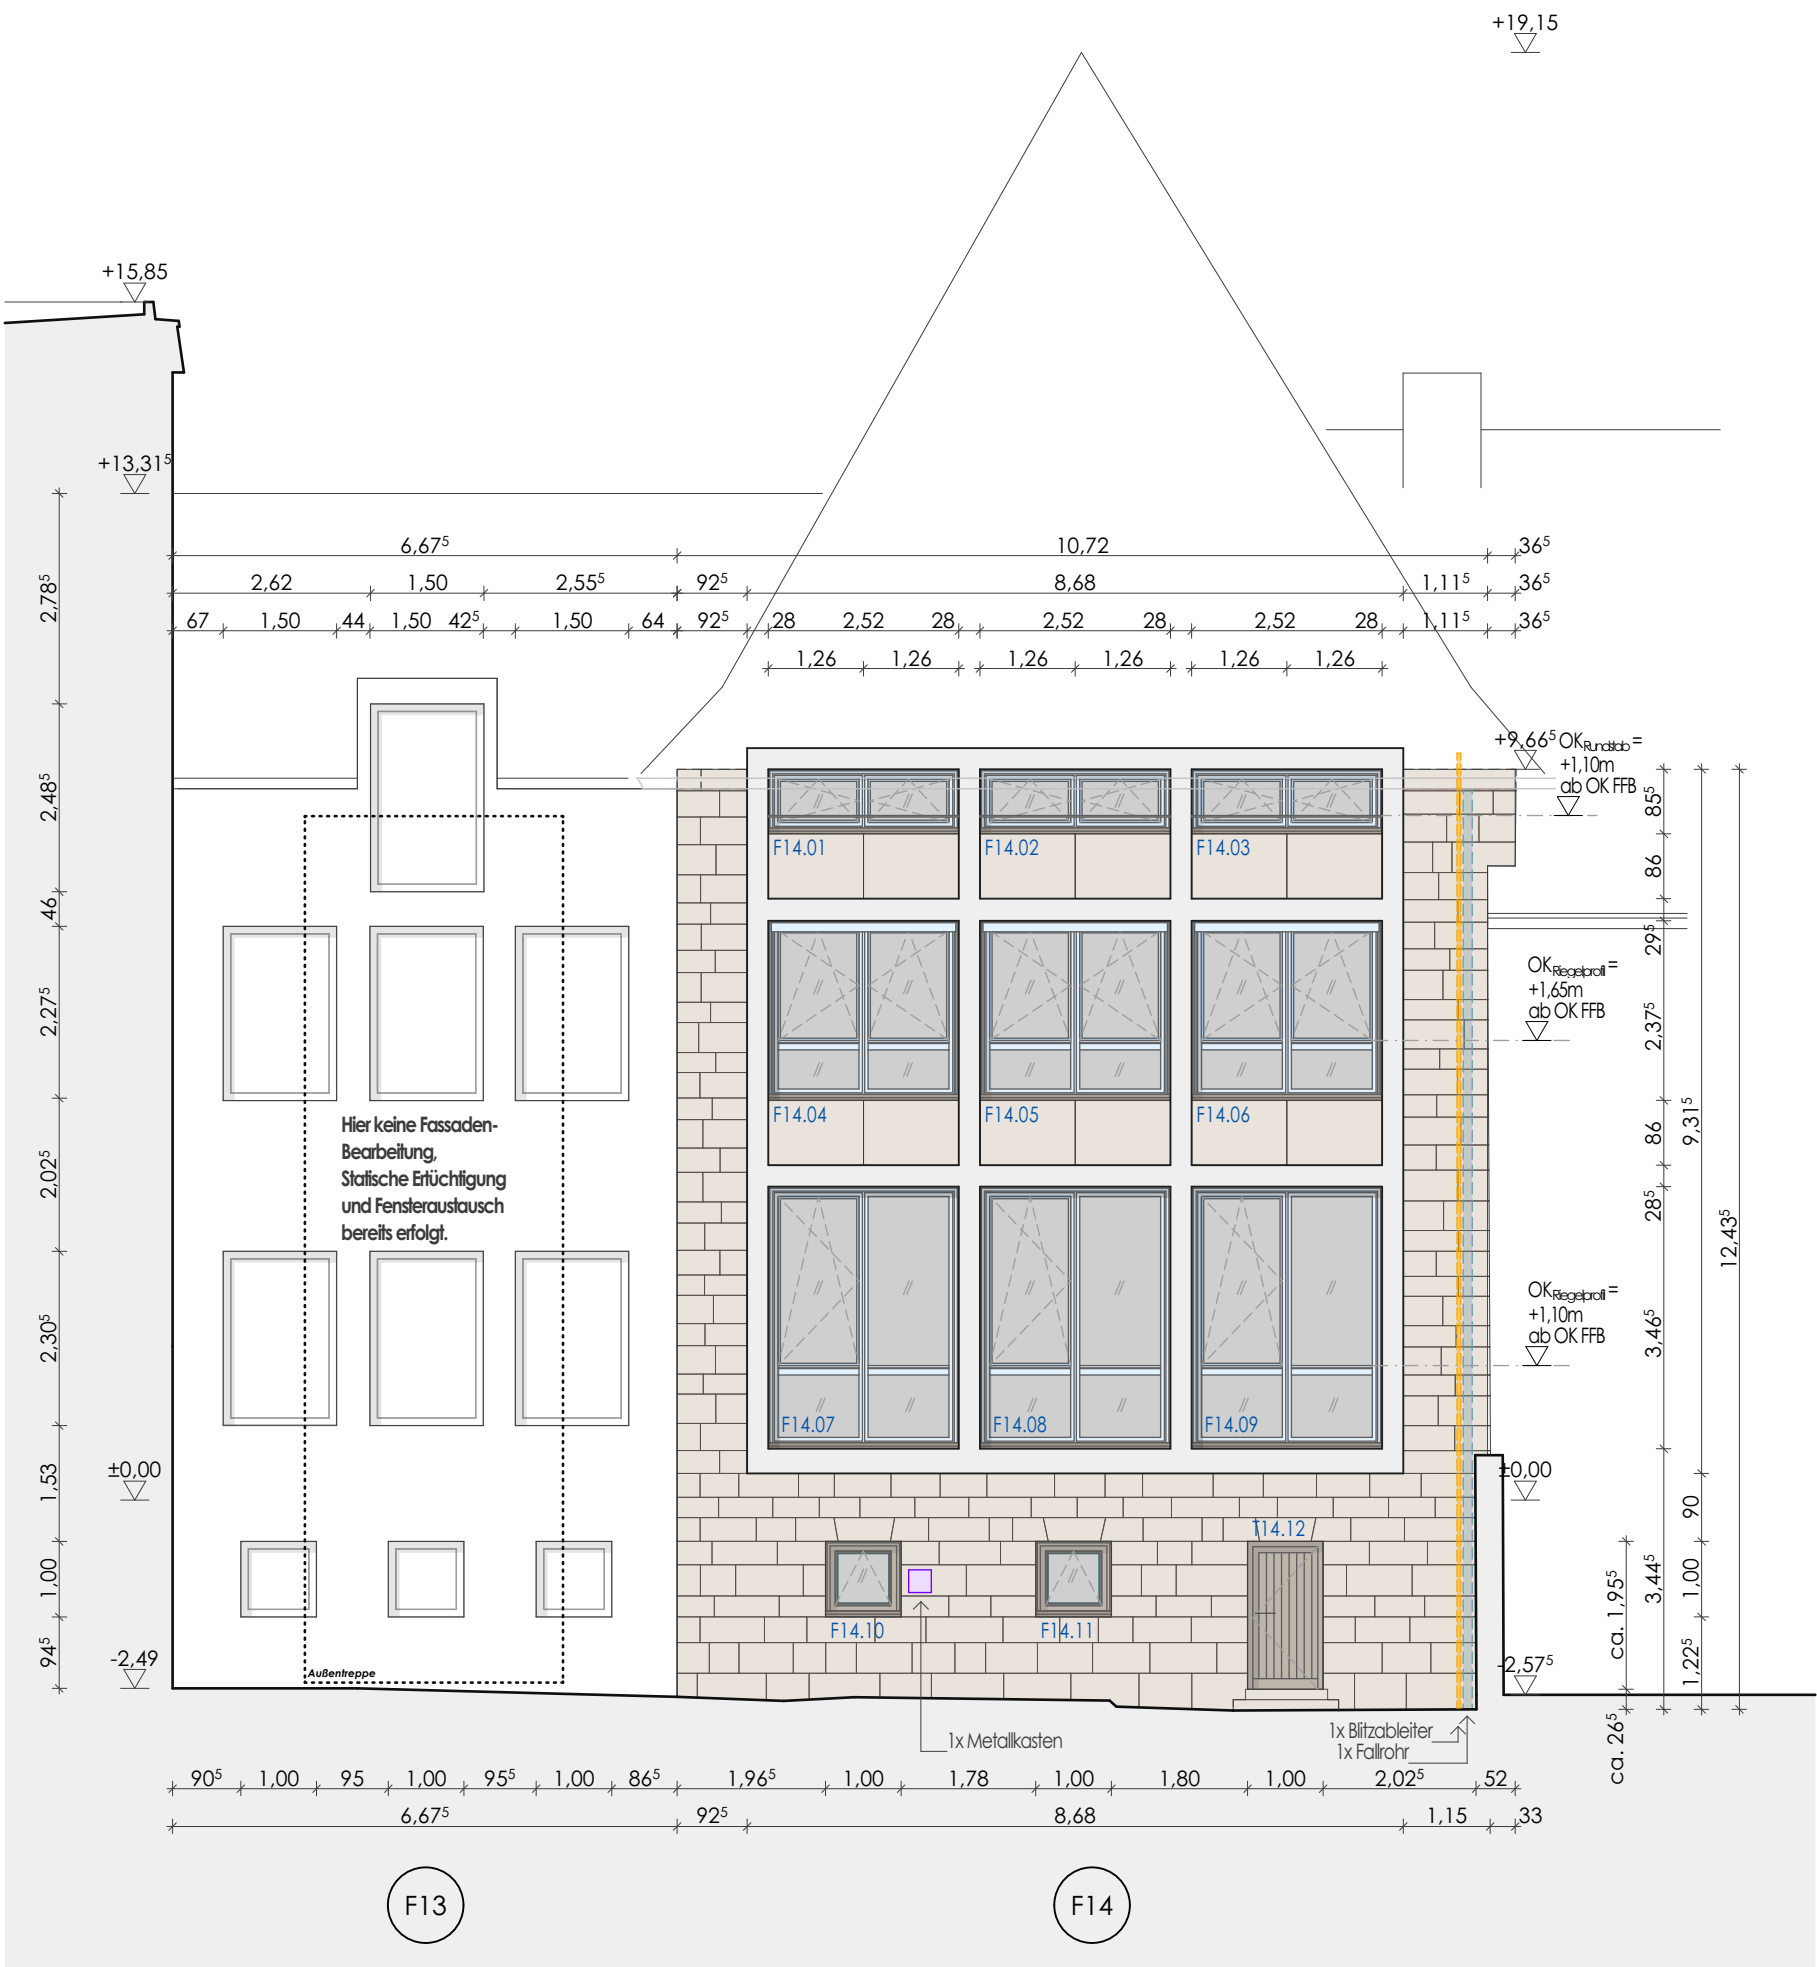 +19,15
+15,85
+13,31⁵
6,67⁵ 10,72 36⁵
2,62 1,50 2,55⁵ 92⁵ 8,68 1,11⁵ 36⁵
67 1,50 44 1,50 42⁵ 1,50 64 92⁵ 28 2,52 28 2,52 28 2,52 28 1,11⁵ 36⁵
1,26 1,26 1,26 1,26 1,26 1,26
2,78⁵
2,48⁵
46
2,27⁵
2,02⁵
2,30⁵
1,53
1,00
94⁵
±0,00
-2,49
Hier keine Fassaden-
Bearbeitung,
Statische Ertüchtigung
und Fensteraustausch
bereits erfolgt.
Außentreppe
F14.01 F14.02 F14.03
F14.04 F14.05 F14.06
F14.07 F14.08 F14.09
T14.12
F14.10 F14.11
+9,66⁵ OK Rundstab =
+1,10m
ab OK FFB
OK Riegelprofil =
+1,65m
ab OK FFB
OK Riegelprofil =
+1,10m
ab OK FFB
±0,00
-2,57⁵
85⁵
86
29⁵
2,37⁵
86
28⁵
3,46⁵
3,44⁵
9,31⁵
90
1,00
1,22⁵
12,43⁵
ca. 1,95⁵
ca. 26⁵
1x Metallkasten
1x Blitzableiter
1x Fallrohr
90⁵ 1,00 95 1,00 95⁵ 1,00 86⁵ 1,96⁵ 1,00 1,78 1,00 1,80 1,00 2,02⁵ 52
6,67⁵ 92⁵ 8,68 1,15 33
F13 F14